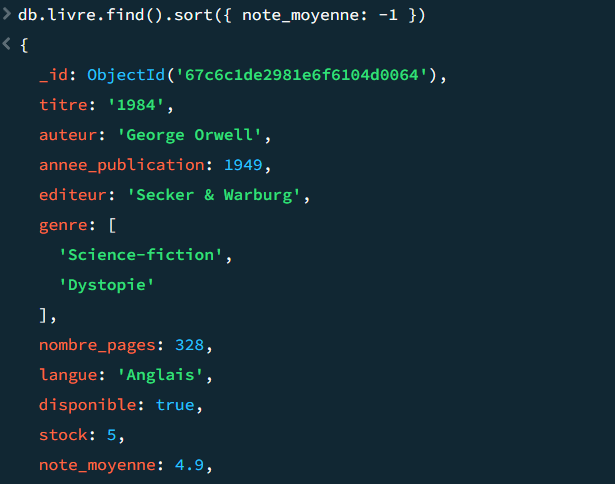 > db.livre.find().sort({ note_moyenne: -1 })
< {
_id: ObjectId('67c6c1de2981e6f6104d0064'),
titre: '1984',
auteur: 'George Orwell',
annee_publication: 1949,
editeur: 'Secker & Warburg',
genre: [
'Science-fiction',
'Dystopie'
],
nombre_pages: 328,
langue: 'Anglais',
disponible: true,
stock: 5,
note_moyenne: 4.9,